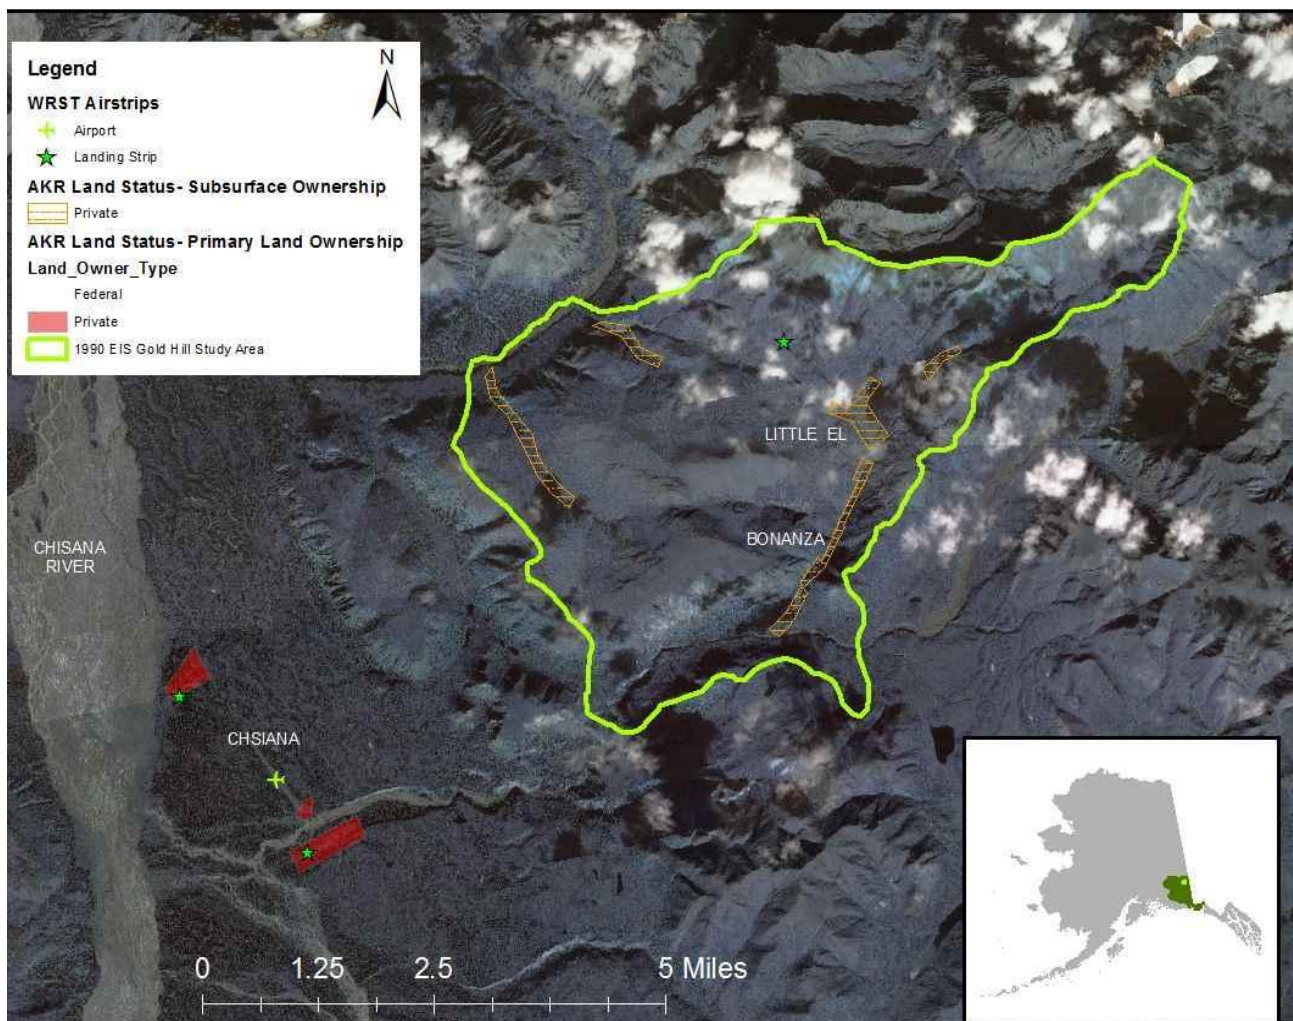 Legend
N
WRST Airstrips
Airport
Landing Strip
AKR Land Status- Subsurface Ownership
Private
AKR Land Status- Primary Land Ownership
Land_Owner_Type
Federal
Private
1990 EIS Gold Hill Study Area
LITTLE EL
BONANZA
CHISANA
RIVER
CHSIANA
0 1.25 2.5 5 Miles